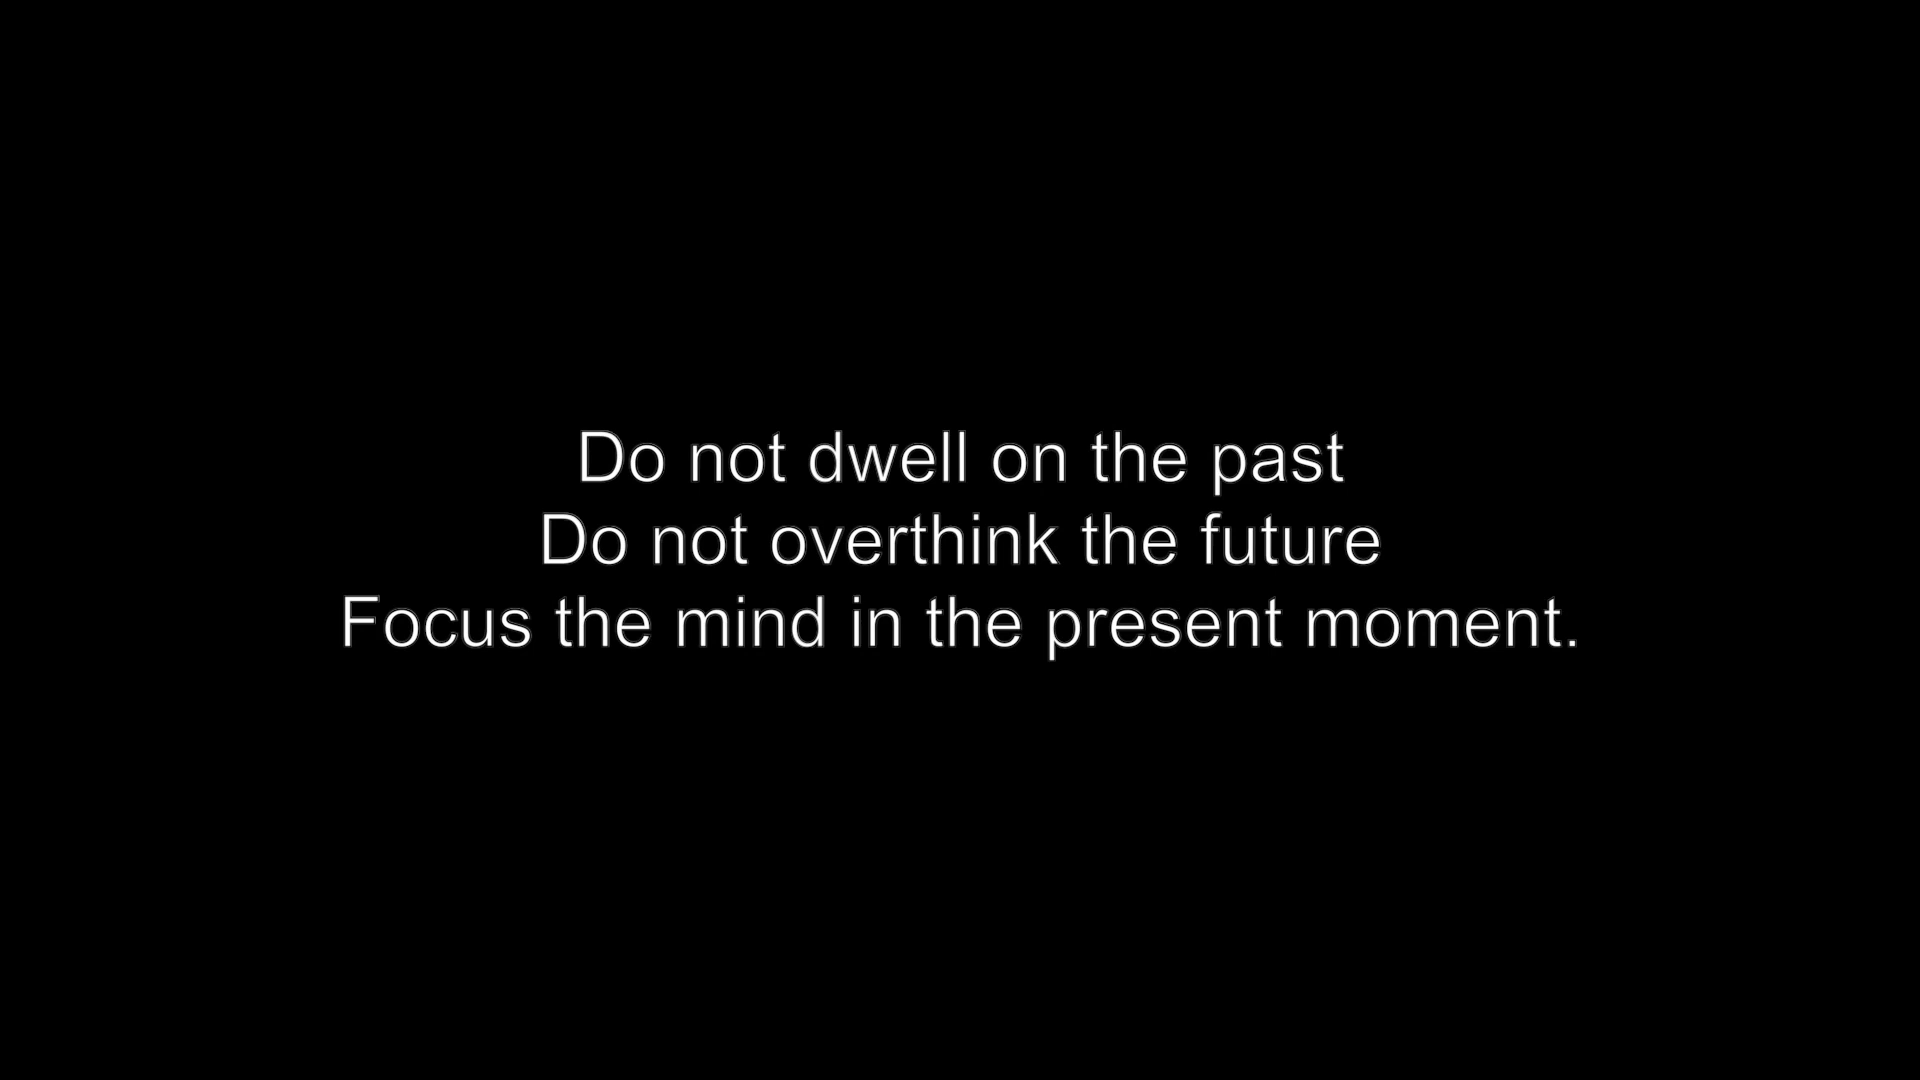 Do not dwell on the past
Do not overthink the future
Focus the mind in the present moment.